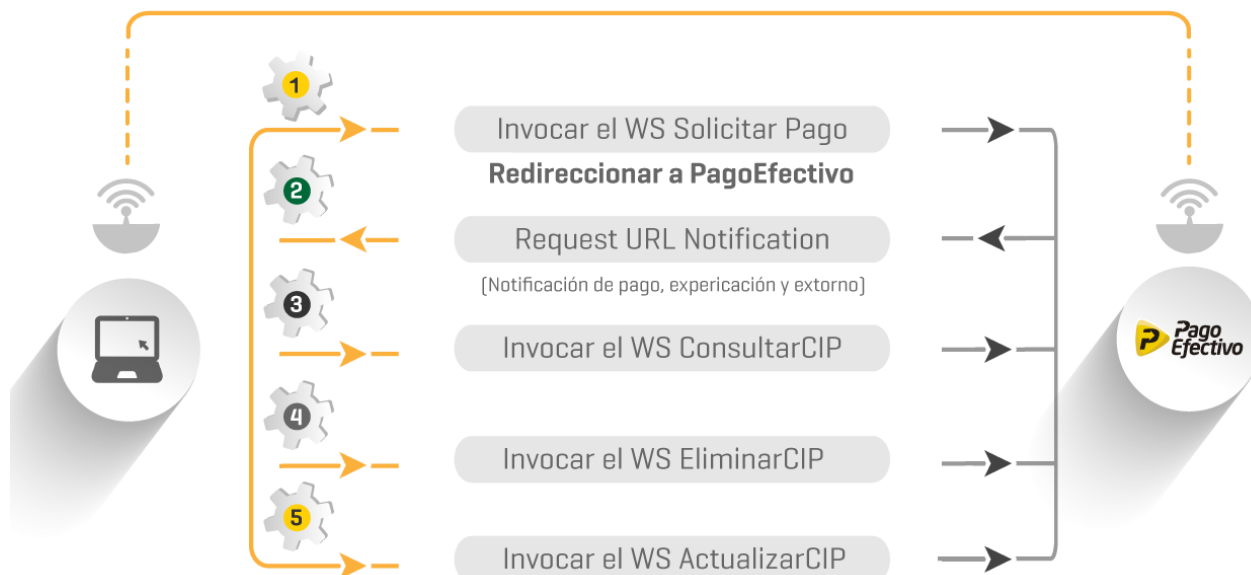 1
Invocar el WS Solicitar Pago
Redireccionar a PagoEfectivo
2
Request URL Notification
(Notificación de pago, expericación y extorno)
3
Invocar el WS ConsultarCIP
Pago
Efectivo
4
Invocar el WS EliminarCIP
5
Invocar el WS ActualizarCIP